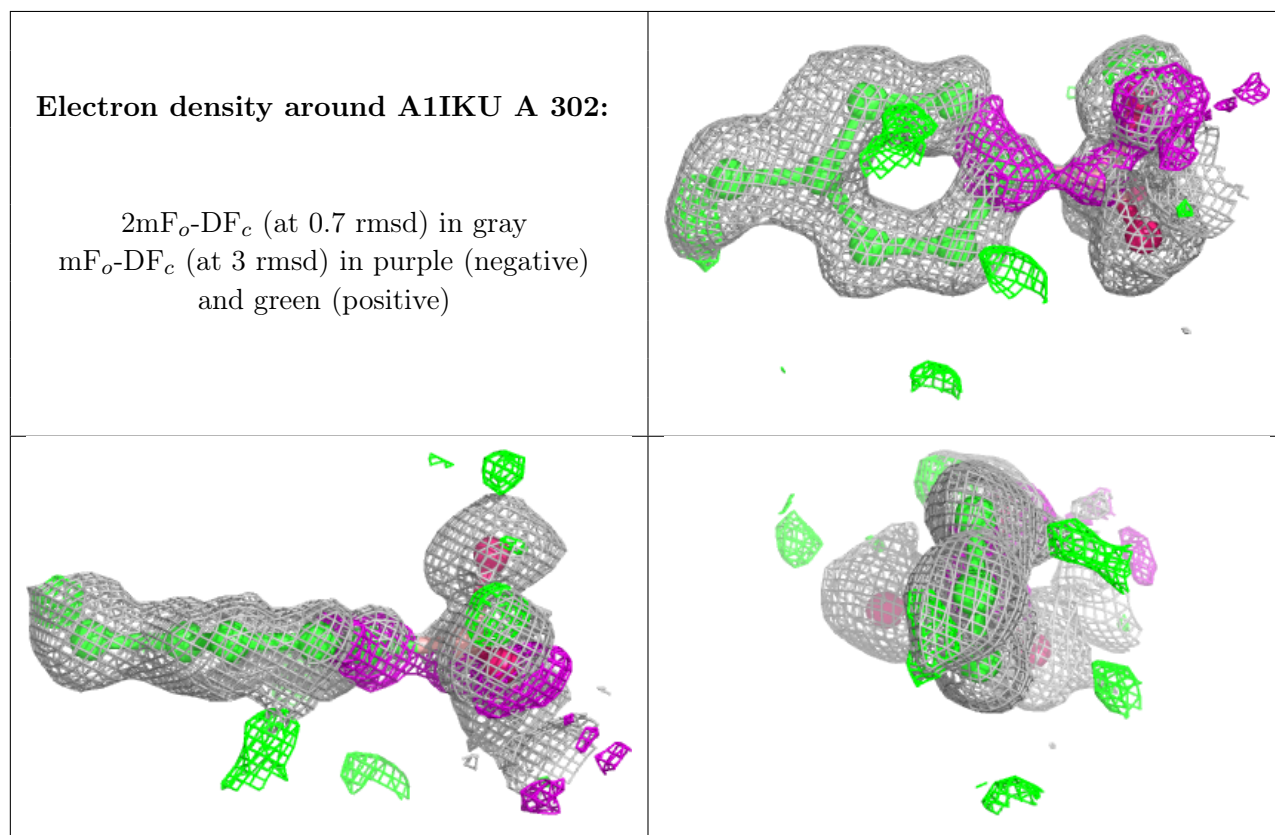 Electron density around A1IKU A 302:
2mFo-DFc (at 0.7 rmsd) in gray
mFo-DFc (at 3 rmsd) in purple (negative)
and green (positive)